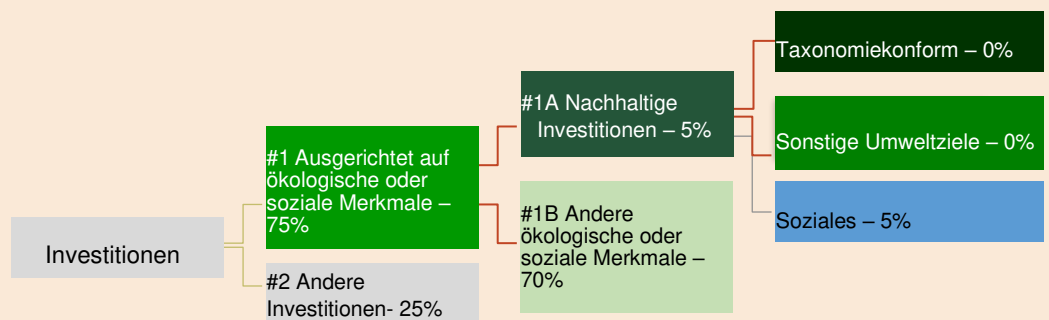 Investitionen
#1 Ausgerichtet auf
ökologische oder
soziale Merkmale –
75%
#2 Andere
Investitionen- 25%
#1A Nachhaltige
Investitionen – 5%
#1B Andere
ökologische oder
soziale Merkmale –
70%
Taxonomiekonform – 0%
Sonstige Umweltziele – 0%
Soziales – 5%